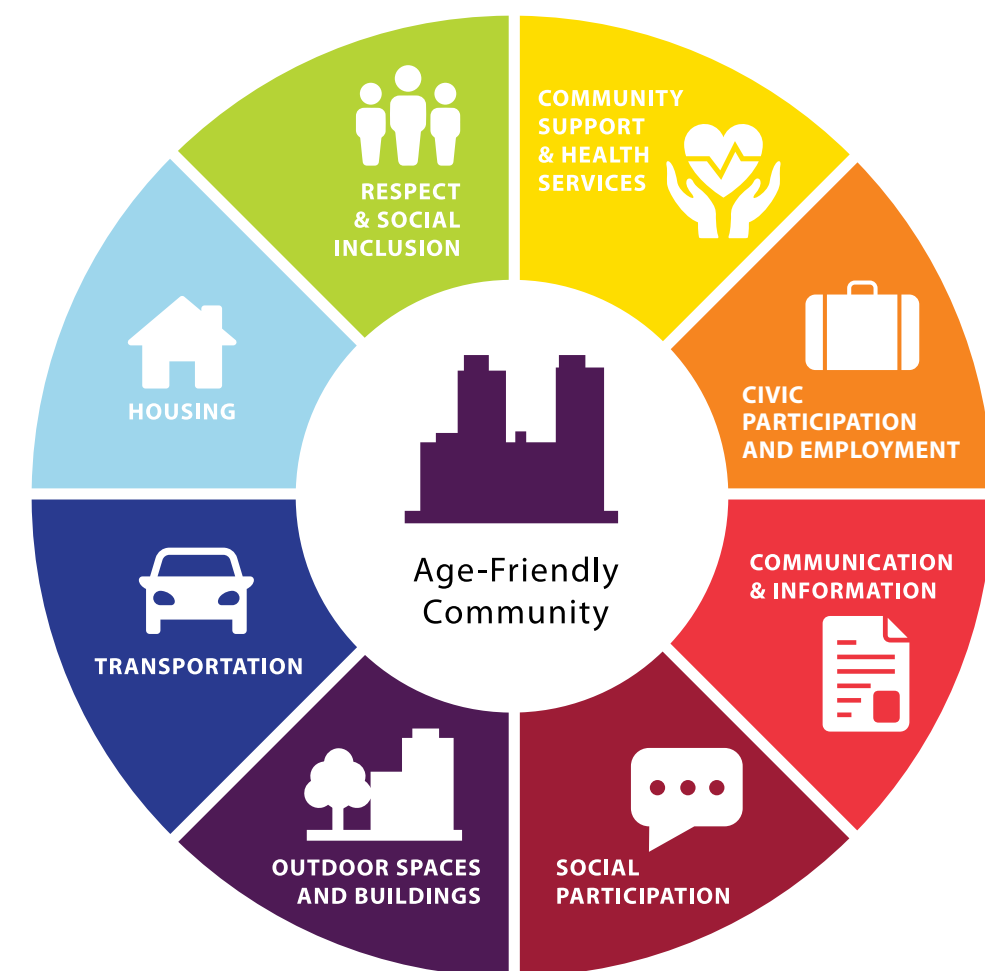 COMMUNITY
SUPPORT
& HEALTH
SERVICES
CIVIC
PARTICIPATION
AND EMPLOYMENT
COMMUNICATION
& INFORMATION
SOCIAL
PARTICIPATION
OUTDOOR SPACES
AND BUILDINGS
TRANSPORTATION
HOUSING
RESPECT
& SOCIAL
INCLUSION
Age-Friendly
Community